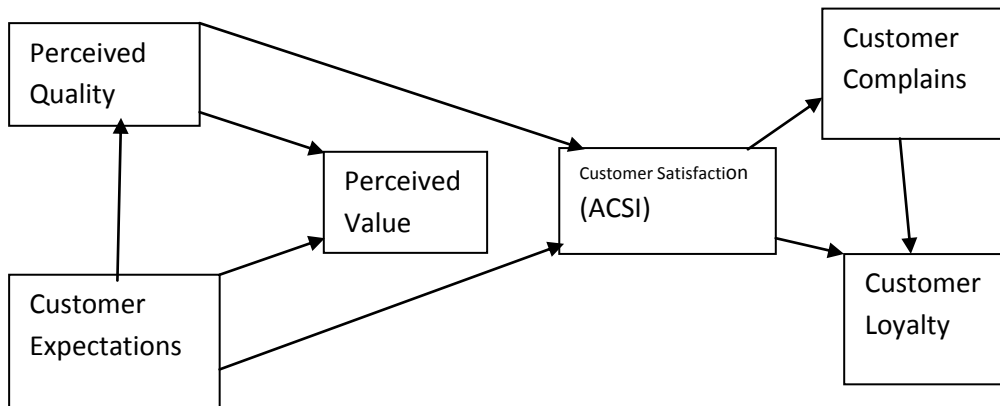 Perceived
Quality
Customer
Expectations
Perceived
Value
Customer Satisfaction
(ACSI)
Customer
Complains
Customer
Loyalty